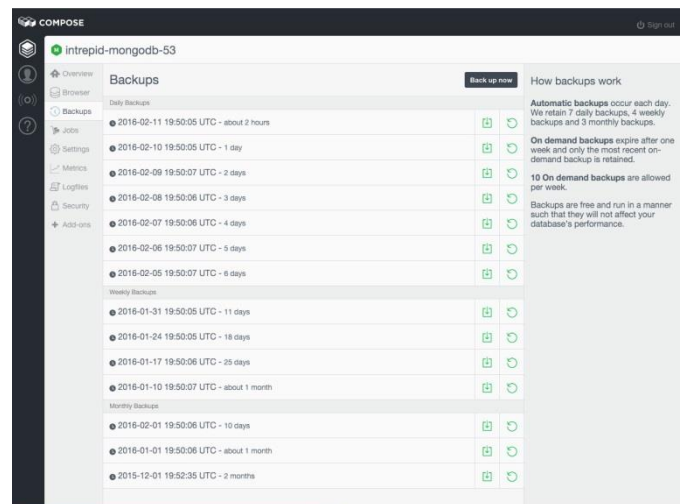 COMPOSE
Sign out
intrepid-mongodb-53
Overview
Browser
Backups
Jobs
Settings
Metrics
Logfiles
Security
Add-ons
Backups
Back up now
Daily Backups
2016-02-11 19:50:05 UTC - about 2 hours
2016-02-10 19:50:05 UTC - 1 day
2016-02-09 19:50:07 UTC - 2 days
2016-02-08 19:50:06 UTC - 3 days
2016-02-07 19:50:06 UTC - 4 days
2016-02-06 19:50:07 UTC - 5 days
2016-02-05 19:50:07 UTC - 6 days
Weekly Backups
2016-01-31 19:50:05 UTC - 11 days
2016-01-24 19:50:05 UTC - 18 days
2016-01-17 19:50:06 UTC - 25 days
2016-01-10 19:50:07 UTC - about 1 month
Monthly Backups
2016-02-01 19:50:06 UTC - 10 days
2016-01-01 19:50:06 UTC - about 1 month
2015-12-01 19:52:35 UTC - 2 months
How backups work
Automatic backups occur each day.
We retain 7 daily backups, 4 weekly
backups and 3 monthly backups.
On demand backups expire after one
week and only the most recent on-
demand backup is retained.
10 On demand backups are allowed
per week.
Backups are free and run in a manner
such that they will not affect your
database's performance.